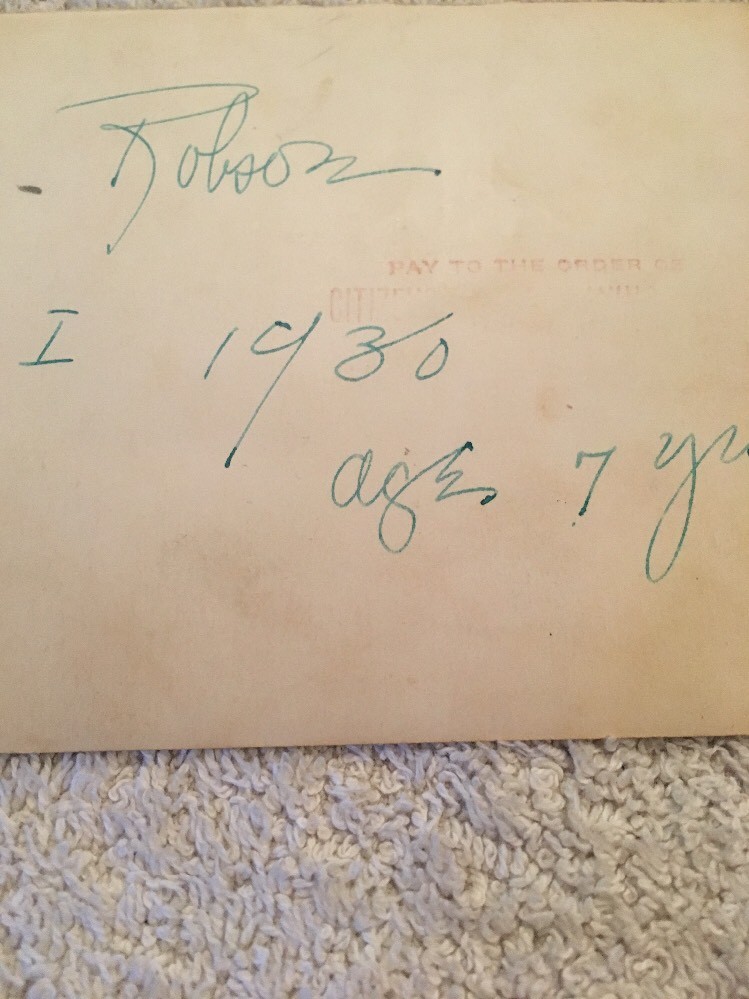 Robson
PAY TO THE ORDER OF
I 1930
age 7